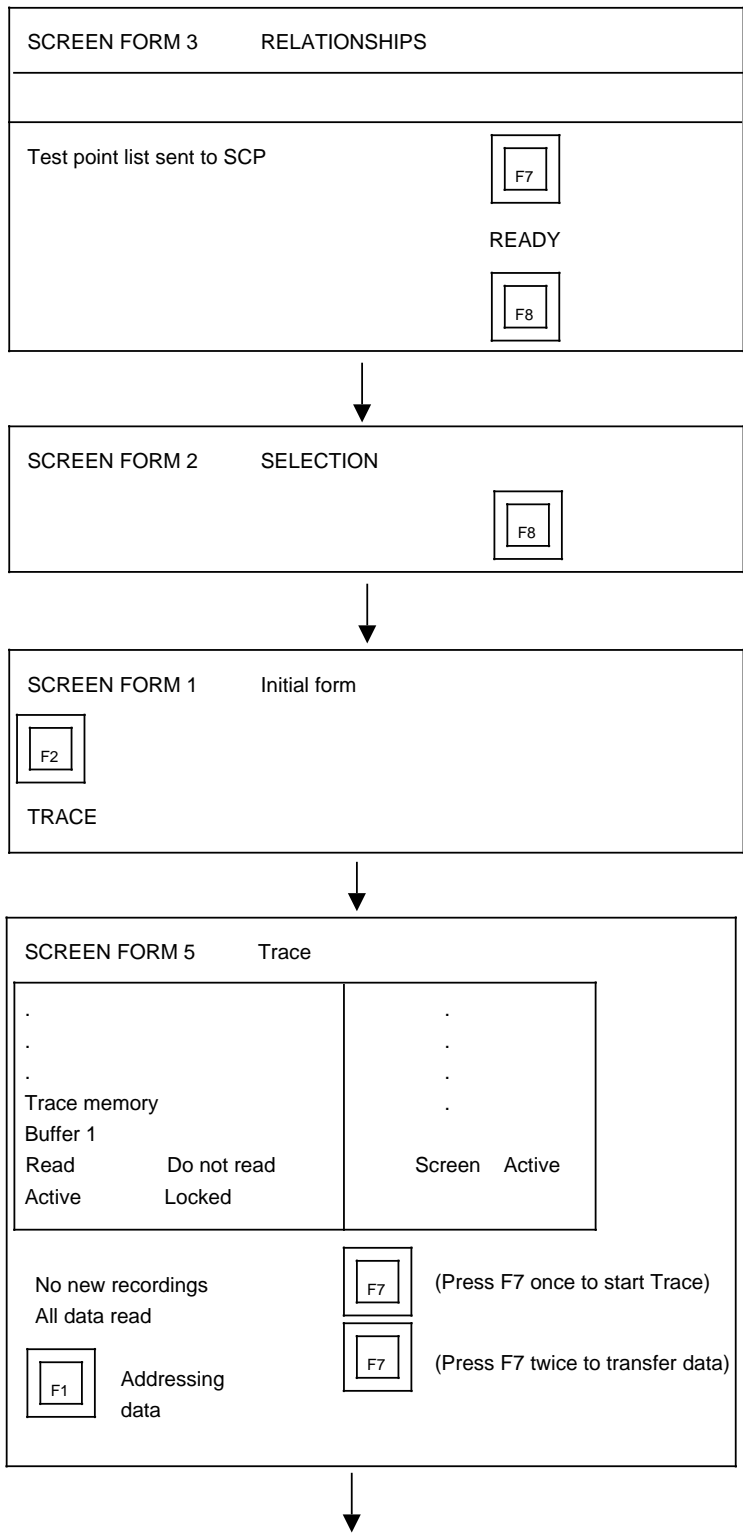 SCREEN FORM 3 RELATIONSHIPS
Test point list sent to SCP
F7
READY
F8
SCREEN FORM 2 SELECTION
F8
SCREEN FORM 1 Initial form
F2
TRACE
SCREEN FORM 5 Trace
. .
. .
. .
Trace memory .
Buffer 1
Read Do not read Screen Active
Active Locked
No new recordings
All data read
F7 (Press F7 once to start Trace)
F7 (Press F7 twice to transfer data)
F1 Addressing
data